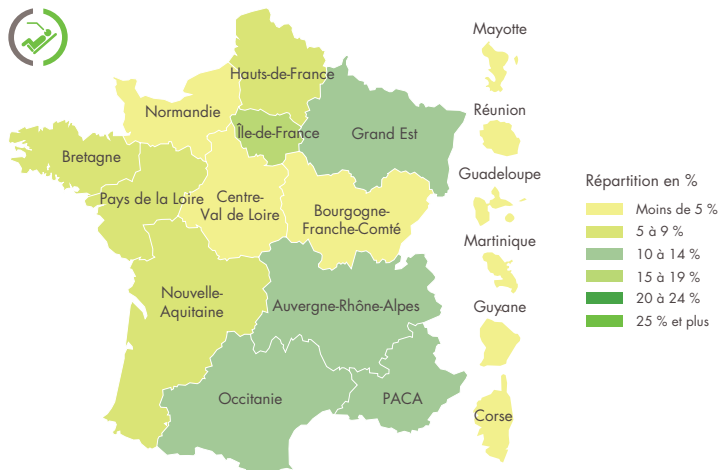 Mayotte
Hauts-de-France
Normandie
Réunion
Île-de-France
Grand Est
Bretagne
Guadeloupe
Pays de la Loire
Centre-
Val de Loire
Bourgogne-
Franche-Comté
Martinique
Nouvelle-
Aquitaine
Auvergne-Rhône-Alpes
Guyane
Occitanie
PACA
Corse
Répartition en %
Moins de 5 %
5 à 9 %
10 à 14 %
15 à 19 %
20 à 24 %
25 % et plus